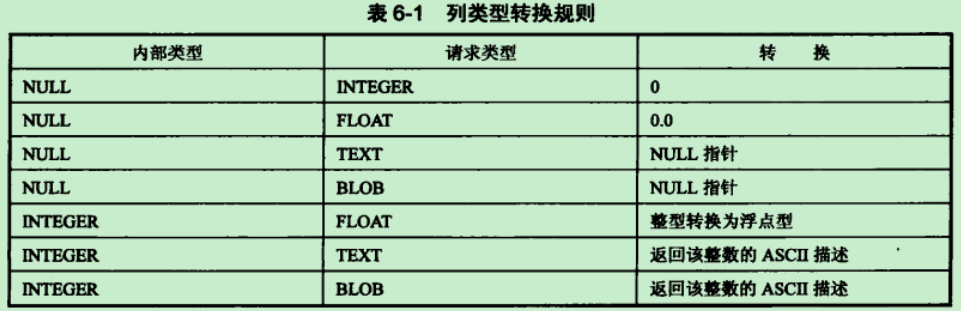 表 6-1 列类型转换规则
内部类型 请求类型 转 换
NULL INTEGER 0
NULL FLOAT 0.0
NULL TEXT NULL 指针
NULL BLOB NULL 指针
INTEGER FLOAT 整型转换为浮点型
INTEGER TEXT 返回该整数的 ASCII 描述
INTEGER BLOB 返回该整数的 ASCII 描述